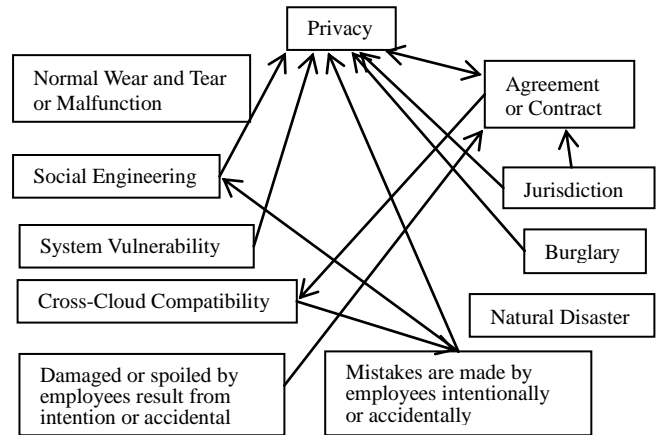 Privacy
Normal Wear and Tear
or Malfunction
Agreement
or Contract
Social Engineering
Jurisdiction
System Vulnerability
Burglary
Cross-Cloud Compatibility
Natural Disaster
Damaged or spoiled by
employees result from
intention or accidental
Mistakes are made by
employees intentionally
or accidentally